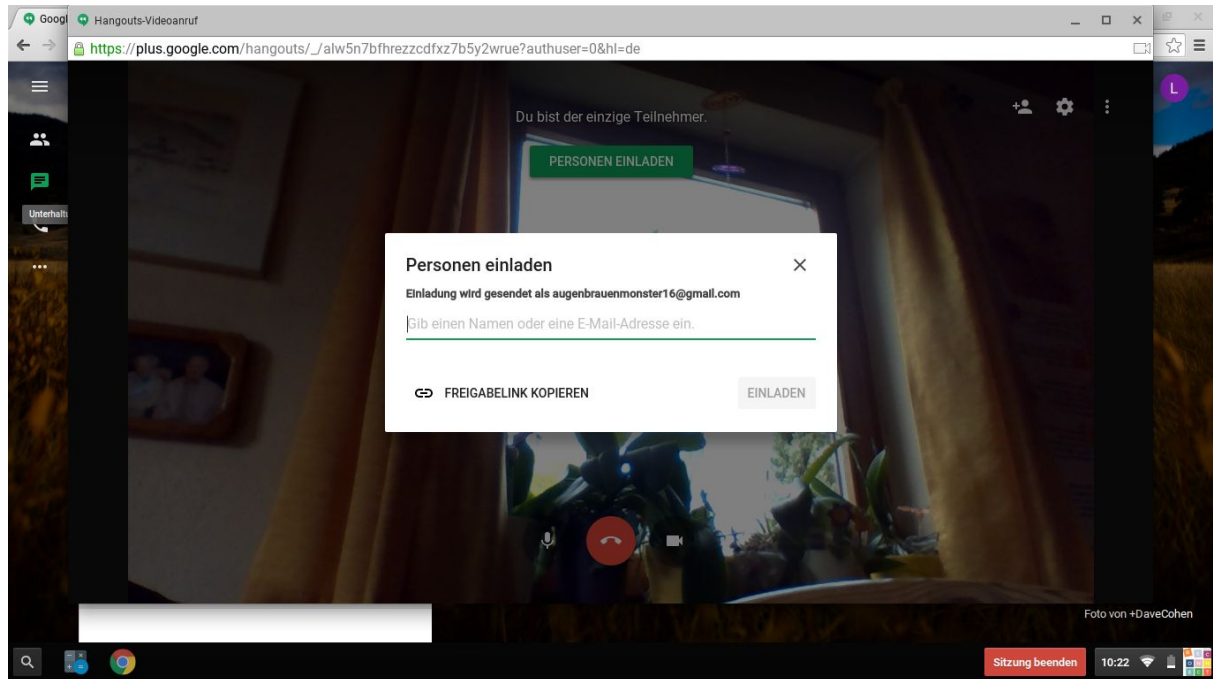 Googl
Hangouts-Videoanruf
https://plus.google.com/hangouts/_/alw5n7bfhrezzcdfxz7b5y2wrue?authuser=0&hl=de
L
Du bist der einzige Teilnehmer.
PERSONEN EINLADEN
Unterhalt
Personen einladen
Einladung wird gesendet als augenbrauenmonster16@gmail.com
Gib einen Namen oder eine E-Mail-Adresse ein.
FREIGABELINK KOPIEREN
EINLADEN
Foto von +DaveCohen
Sitzung beenden
10:22